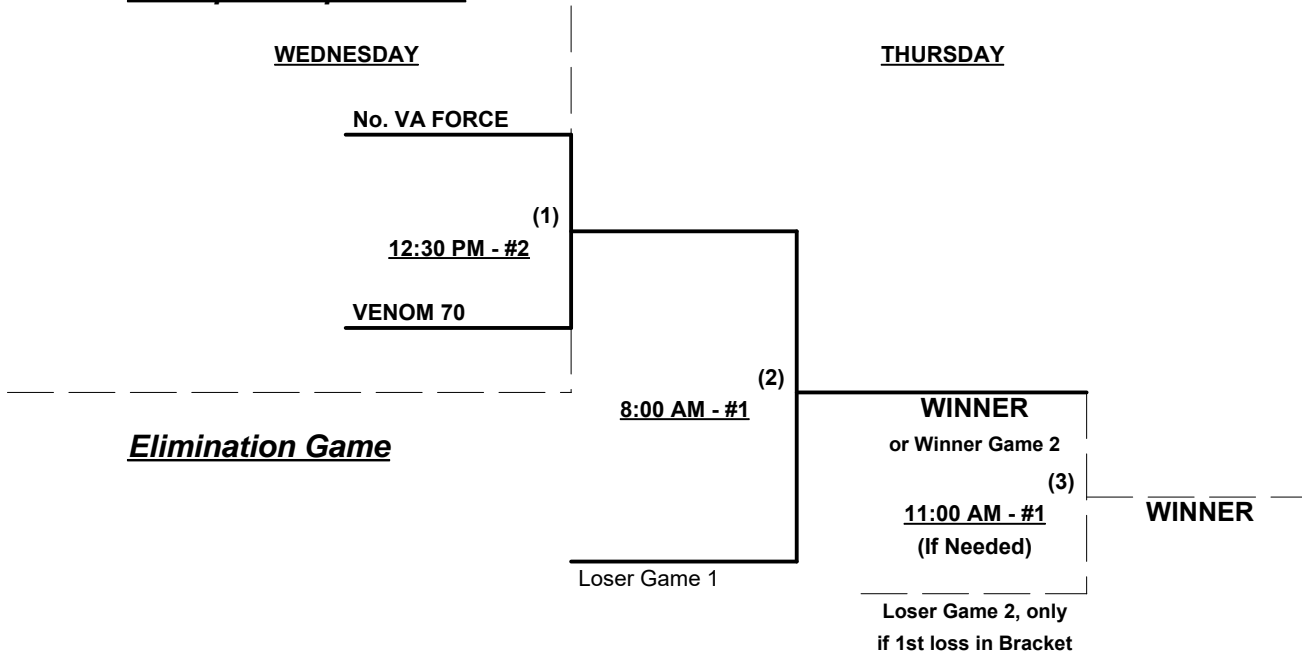 WEDNESDAY
THURSDAY
No. VA FORCE
(1)
12:30 PM - #2
VENOM 70
(2)
8:00 AM - #1
WINNER
or Winner Game 2
Elimination Game
(3)
11:00 AM - #1
WINNER
(If Needed)
Loser Game 1
Loser Game 2, only
if 1st loss in Bracket